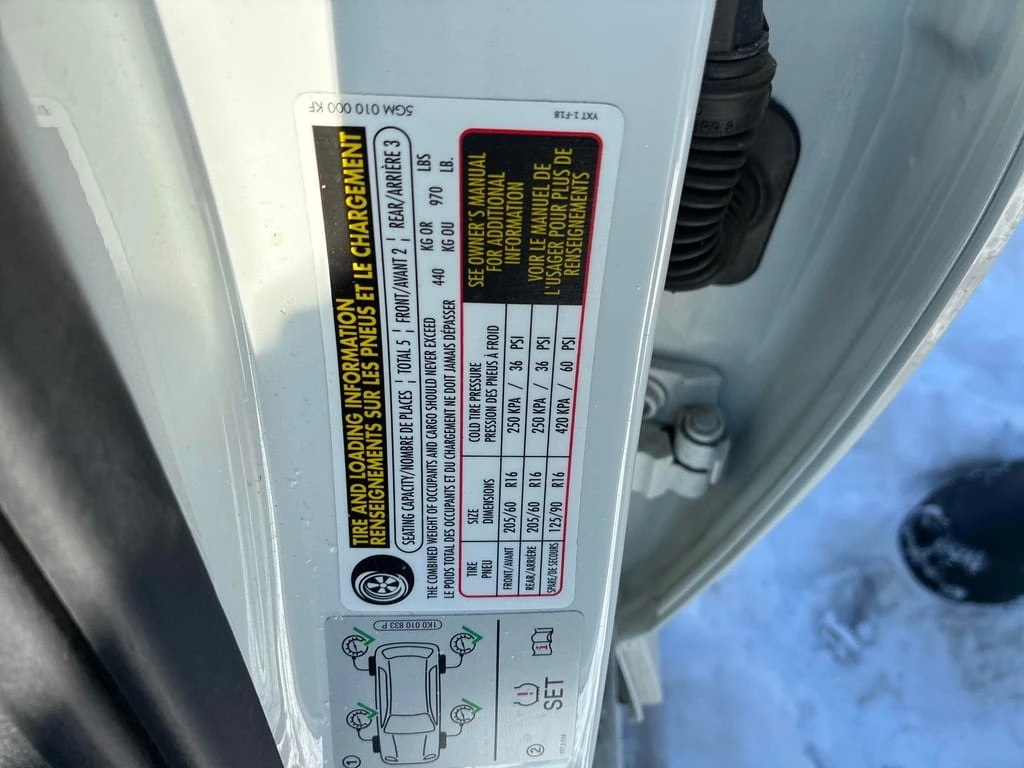 TIRE AND LOADING INFORMATION
RENSEIGNEMENTS SUR LES PNEUS ET LE CHARGEMENT
SEATING CAPACITY/NOMBRE DE PLACES ¦ TOTAL 5 ¦ FRONT/AVANT 2 ¦ REAR/ARRIÈRE 3
THE COMBINED WEIGHT OF OCCUPANTS AND CARGO SHOULD NEVER EXCEED 440 KG OR 970 LBS
LE POIDS TOTAL DES OCCUPANTS ET DU CHARGEMENT NE DOIT JAMAIS DÉPASSER KG OU LB.
TIRE SIZE COLD TIRE PRESSURE
PNEU DIMENSIONS PRESSION DES PNEUS À FROID
FRONT/AVANT 205/60 R16 250 KPA / 36 PSI
REAR/ARRIÈRE 205/60 R16 250 KPA / 36 PSI
SPARE/DE SECOURS 125/90 R16 420 KPA / 60 PSI
SEE OWNER'S MANUAL
FOR ADDITIONAL
INFORMATION
VOIR LE MANUEL DE
L'USAGER POUR PLUS DE
RENSEIGNEMENTS
5GM 010 000 KF
YXT 1-F18
1K0 010 833 P
1
2
SET